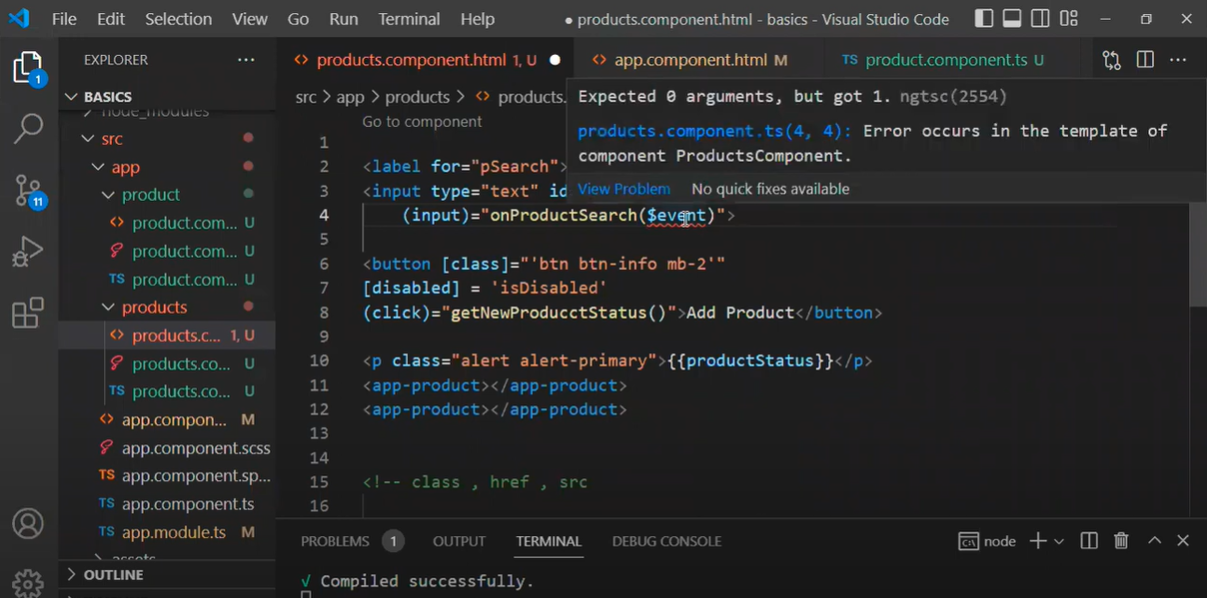 File Edit Selection View Go Run Terminal Help
● products.component.html - basics - Visual Studio Code
EXPLORER ...
products.component.html 1, U ●
app.component.html M
TS product.component.ts U
1
BASICS
src > app > products > <> products.
Expected 0 arguments, but got 1. ngtsc(2554)
products.component.ts(4, 4): Error occurs in the template of
component ProductsComponent.
View Problem No quick fixes available
node_modules
src
app
product
product.com... U
product.com... U
TS product.com... U
products
products.c... 1, U
products.co... U
TS products.co... U
app.compon... M
app.component.scss
TS app.component.sp...
TS app.component.ts
TS app.module.ts M
assets
OUTLINE
11
Go to component
1
2 <label for="pSearch">
3 <input type="text" id
4 (input)="onProductSearch($event)">
5
6 <button [class]="'btn btn-info mb-2'"
7 [disabled] = 'isDisabled'
8 (click)="getNewProducctStatus()">Add Product</button>
9
10 <p class="alert alert-primary">{{productStatus}}</p>
11 <app-product></app-product>
12 <app-product></app-product>
13
14
15 <!-- class , href , src
16
PROBLEMS 1 OUTPUT TERMINAL DEBUG CONSOLE
node
√ Compiled successfully.